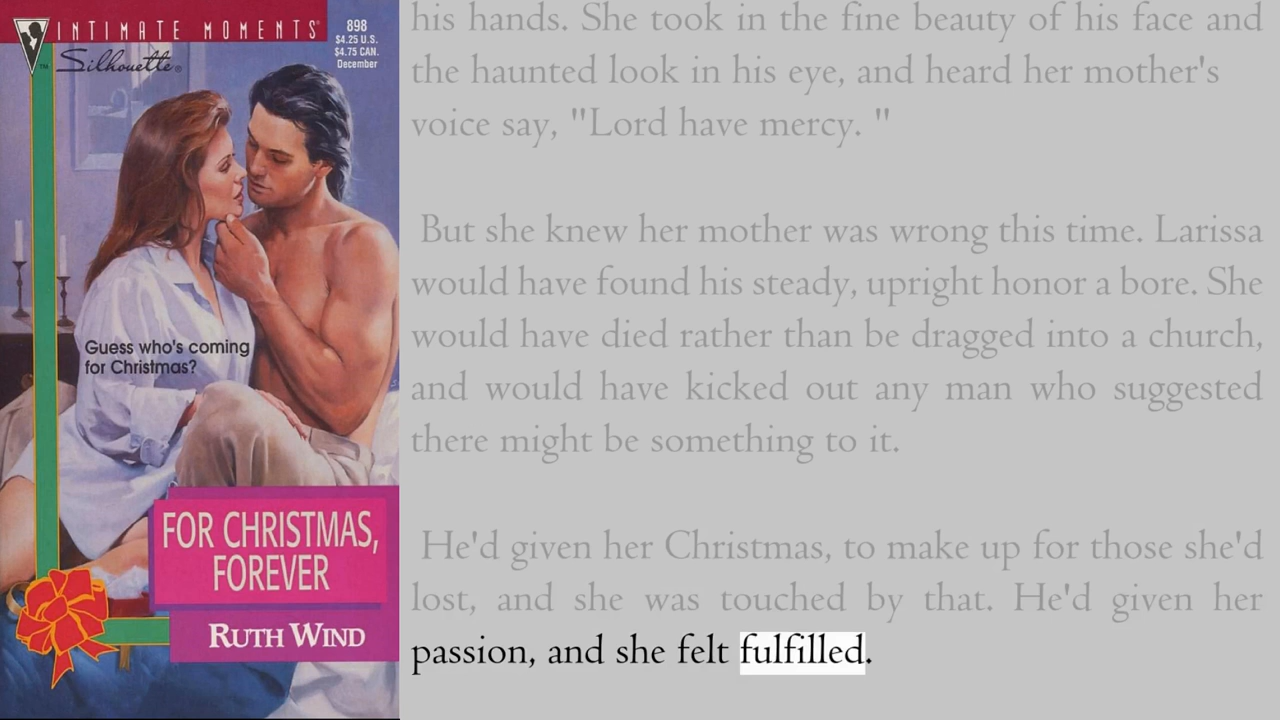 INTIMATE MOMENTS®
898
$4.25 U.S.
$4.75 CAN.
December
TM
Silhouette®
Guess who's coming
for Christmas?
FOR CHRISTMAS,
FOREVER
RUTH WIND
his hands. She took in the fine beauty of his face and
the haunted look in his eye, and heard her mother's
voice say, "Lord have mercy. "
But she knew her mother was wrong this time. Larissa
would have found his steady, upright honor a bore. She
would have died rather than be dragged into a church,
and would have kicked out any man who suggested
there might be something to it.
He'd given her Christmas, to make up for those she'd
lost, and she was touched by that. He'd given her
passion, and she felt fulfilled.